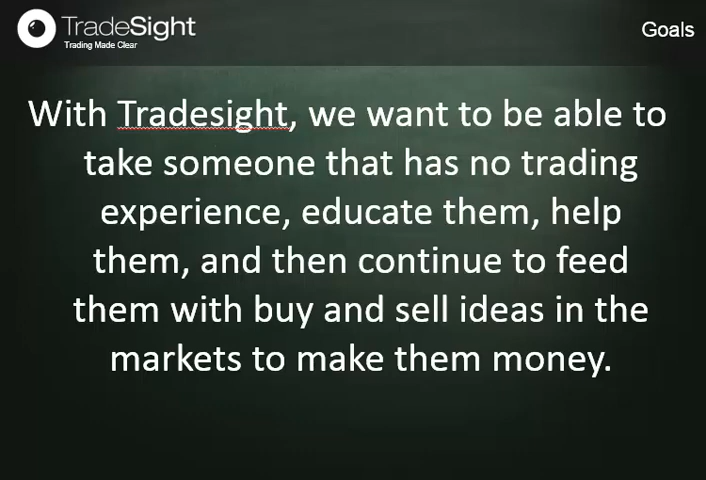 TradeSight
Trading Made Clear
Goals
With Tradesight, we want to be able to
take someone that has no trading
experience, educate them, help
them, and then continue to feed
them with buy and sell ideas in the
markets to make them money.